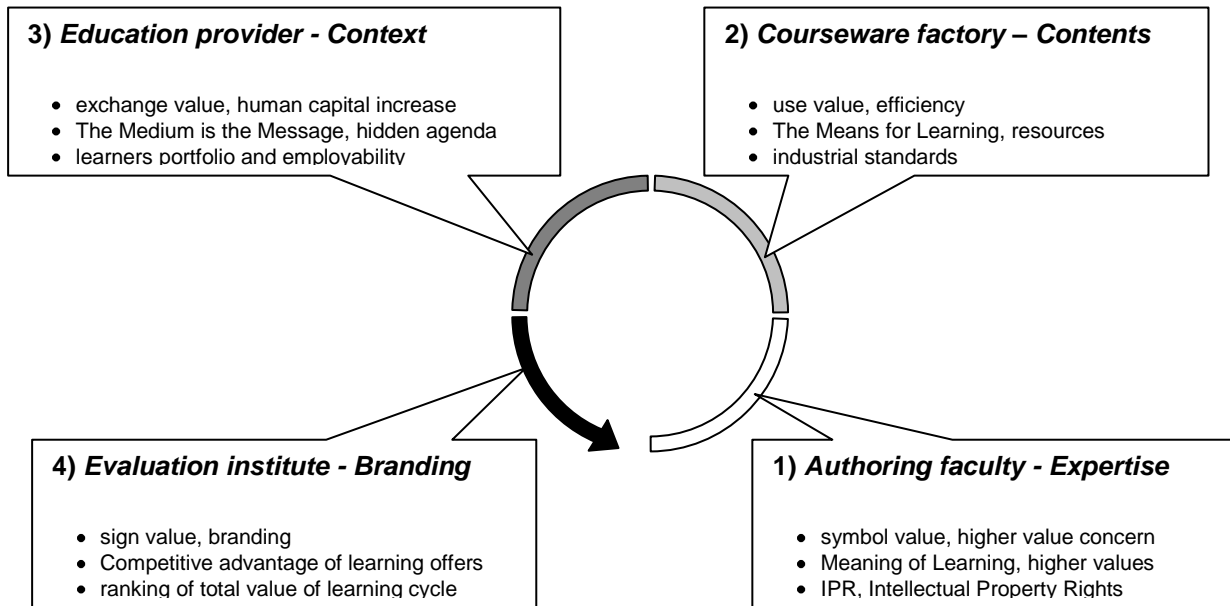 3) Education provider - Context
• exchange value, human capital increase
• The Medium is the Message, hidden agenda
• learners portfolio and employability
2) Courseware factory – Contents
• use value, efficiency
• The Means for Learning, resources
• industrial standards
4) Evaluation institute - Branding
• sign value, branding
• Competitive advantage of learning offers
• ranking of total value of learning cycle
1) Authoring faculty - Expertise
• symbol value, higher value concern
• Meaning of Learning, higher values
• IPR, Intellectual Property Rights